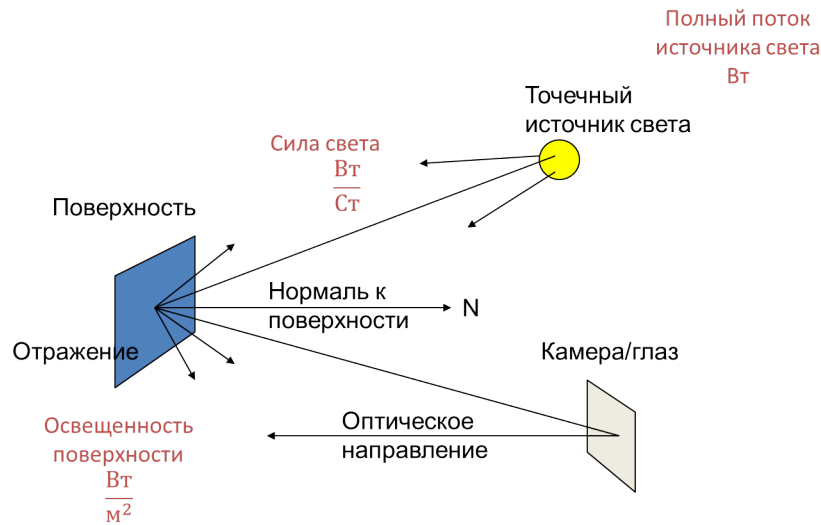 Полный поток
источника света
Вт
Точечный
источник света
Сила света
Вт
Ст
Поверхность
Нормаль к
поверхности
N
Отражение
Камера/глаз
Освещенность
поверхности
Вт
м²
Оптическое
направление